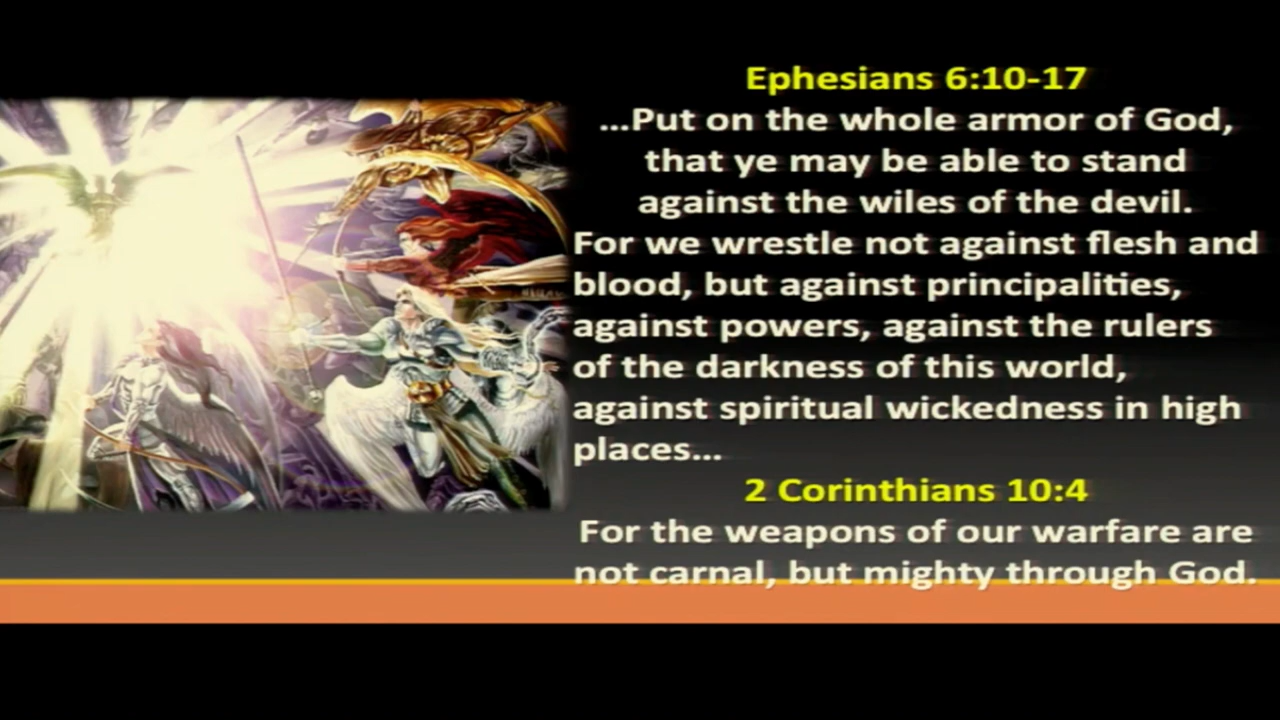 Ephesians 6:10-17
...Put on the whole armor of God,
that ye may be able to stand
against the wiles of the devil.
For we wrestle not against flesh and
blood, but against principalities,
against powers, against the rulers
of the darkness of this world,
against spiritual wickedness in high
places...
2 Corinthians 10:4
For the weapons of our warfare are
not carnal, but mighty through God.